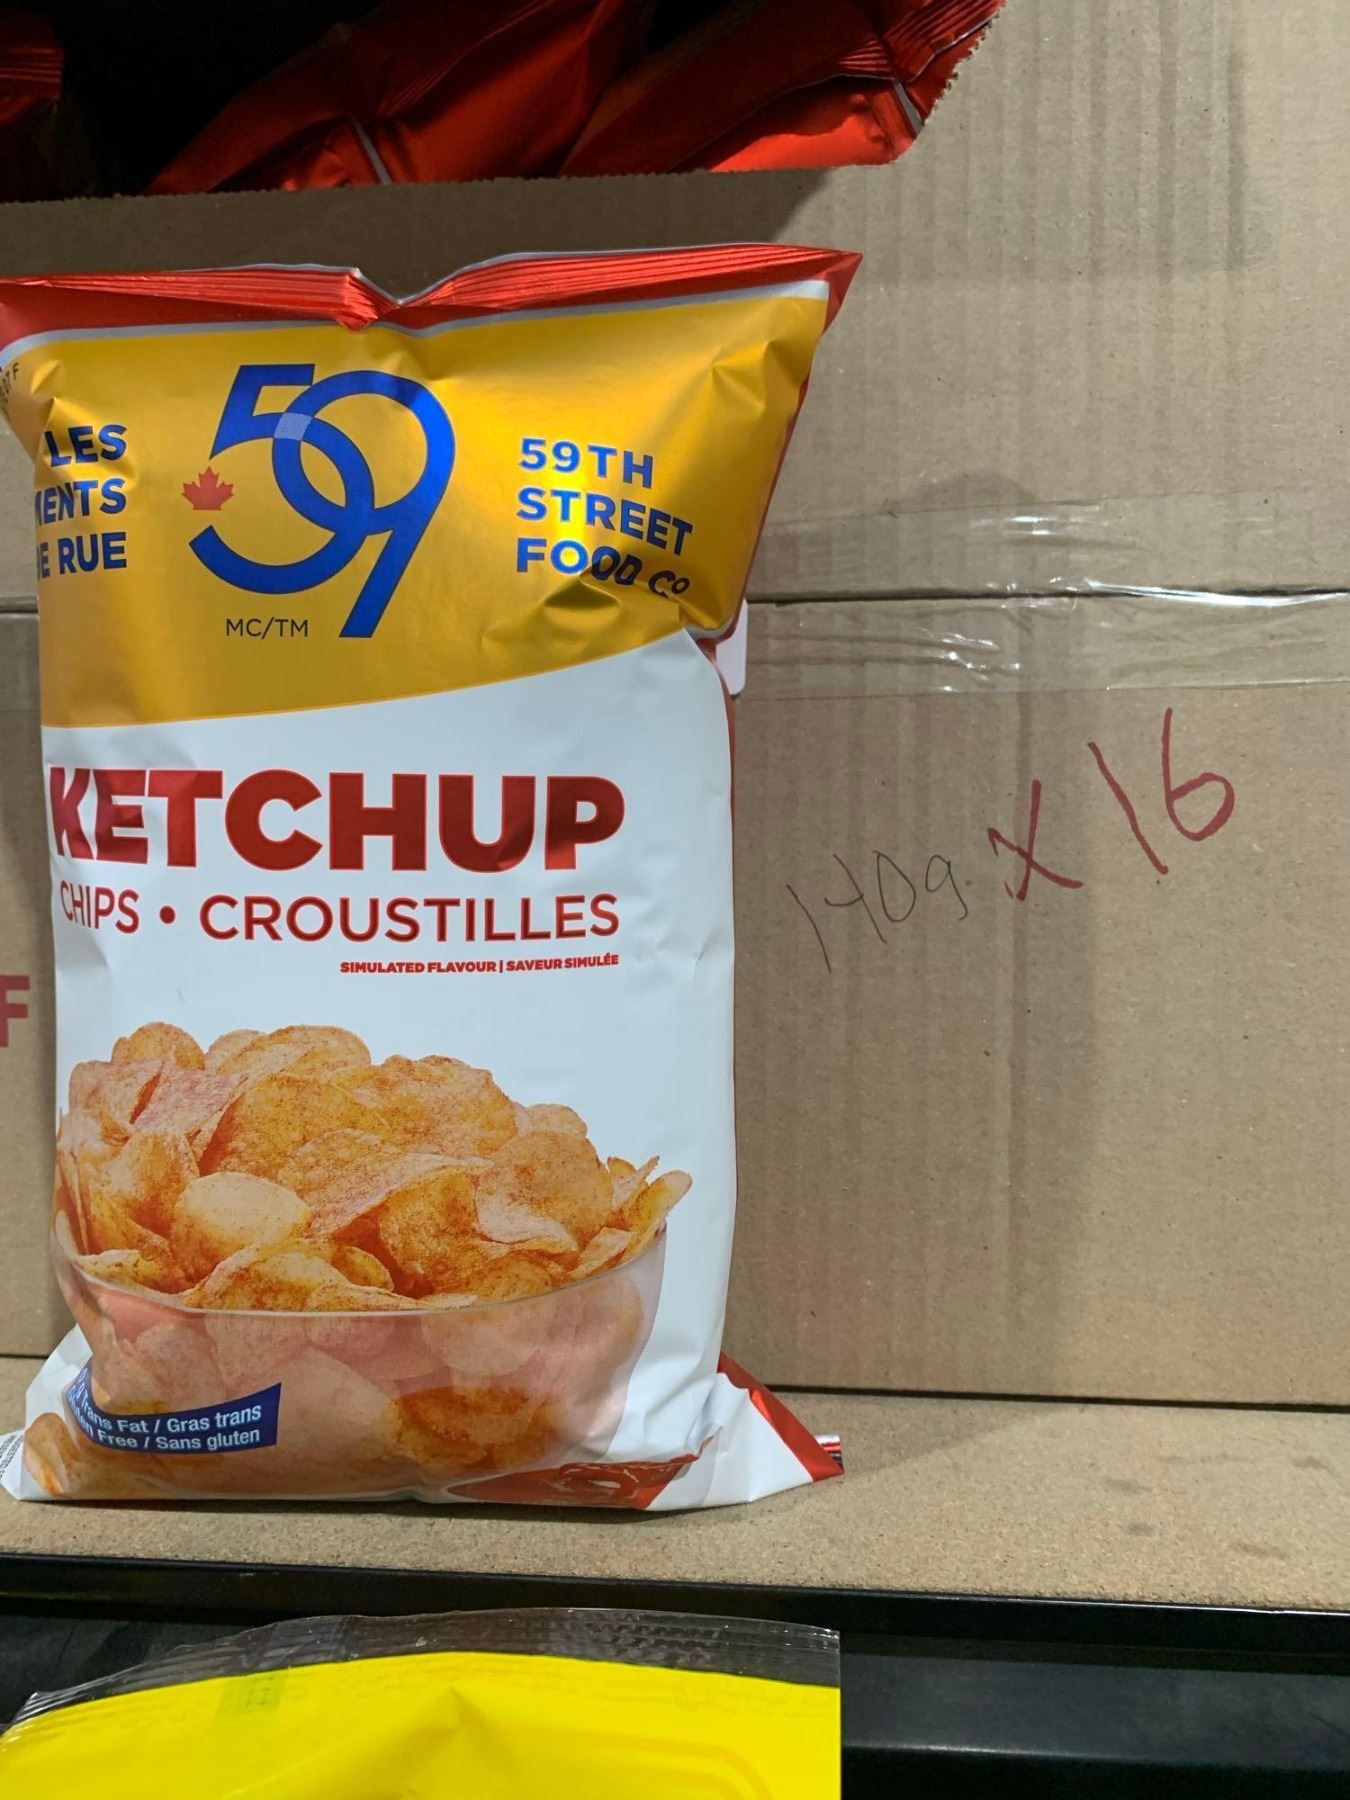 LES
59
59TH
STREET
FOOD Cº
E RUE
MC/TM
KETCHUP
CHIPS • CROUSTILLES
SIMULATED FLAVOUR | SAVEUR SIMULÉE
140g x 16
F
Trans Fat / Gras trans
Free / Sans gluten